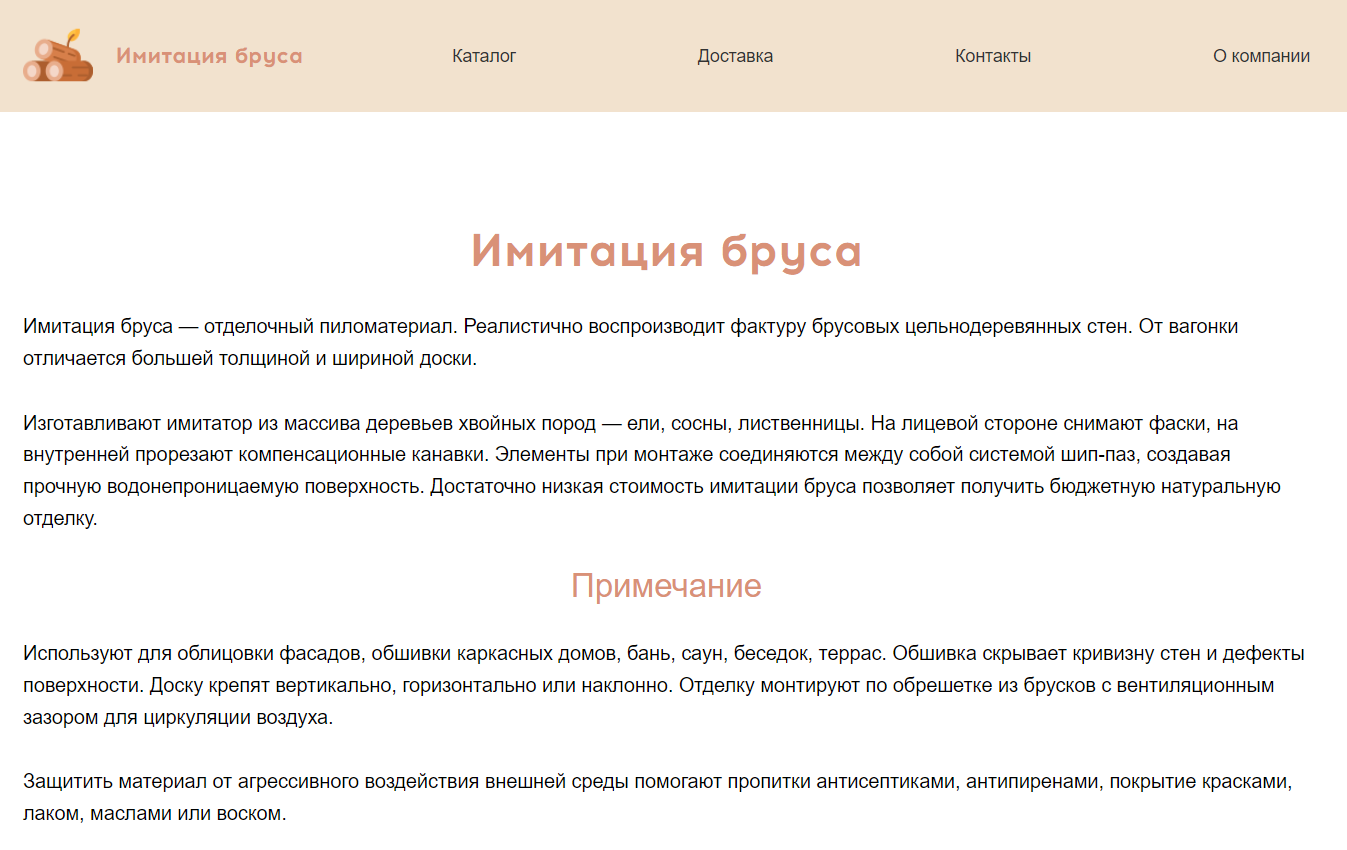 Имитация бруса
Каталог
Доставка
Контакты
О компании
Имитация бруса
Имитация бруса — отделочный пиломатериал. Реалистично воспроизводит фактуру брусовых цельнодеревянных стен. От вагонки
отличается большей толщиной и шириной доски.
Изготавливают имитатор из массива деревьев хвойных пород — ели, сосны, лиственницы. На лицевой стороне снимают фаски, на
внутренней прорезают компенсационные канавки. Элементы при монтаже соединяются между собой системой шип-паз, создавая
прочную водонепроницаемую поверхность. Достаточно низкая стоимость имитации бруса позволяет получить бюджетную натуральную
отделку.
Примечание
Используют для облицовки фасадов, обшивки каркасных домов, бань, саун, беседок, террас. Обшивка скрывает кривизну стен и дефекты
поверхности. Доску крепят вертикально, горизонтально или наклонно. Отделку монтируют по обрешетке из брусков с вентиляционным
зазором для циркуляции воздуха.
Защитить материал от агрессивного воздействия внешней среды помогают пропитки антисептиками, антипиренами, покрытие красками,
лаком, маслами или воском.